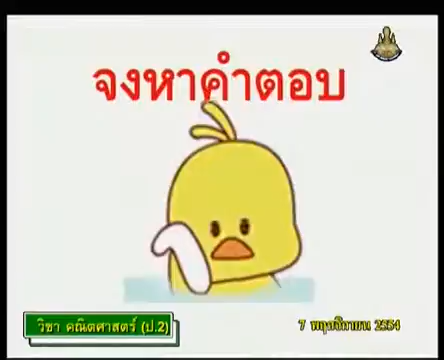 จงหาคำตอบ
วิชา คณิตศาสตร์ (ป.2)
7 พฤศจิกายน 2554